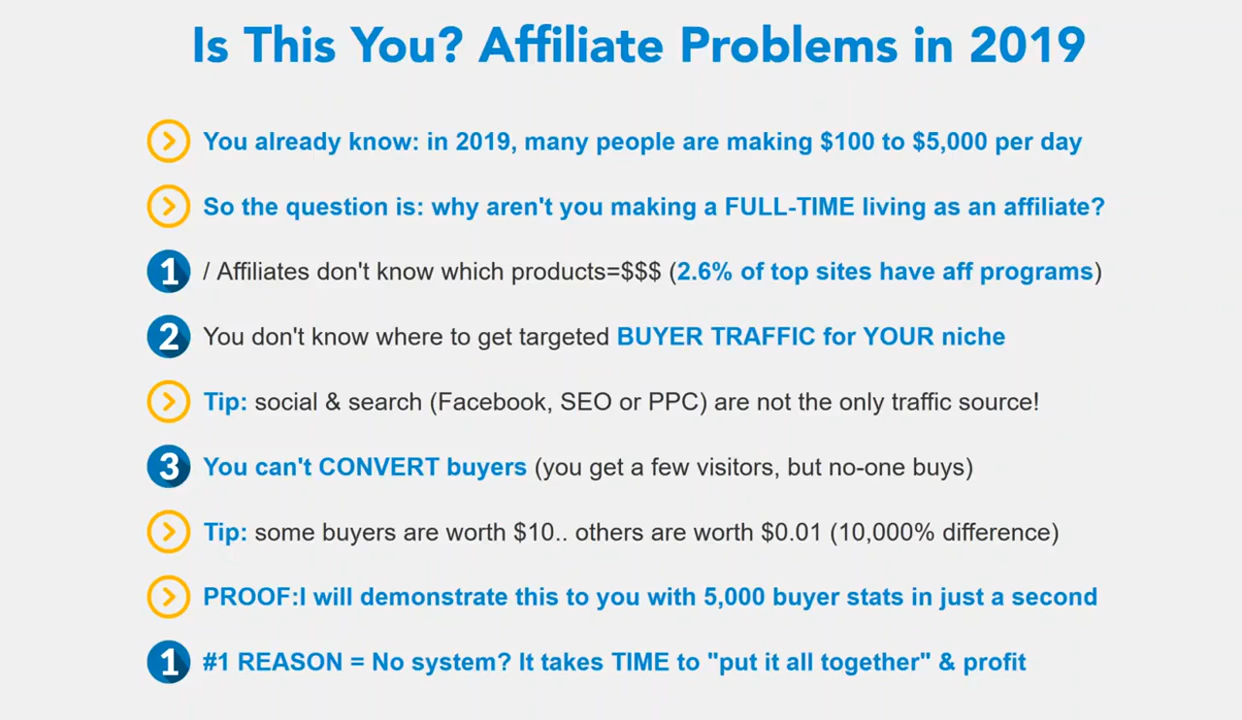 Is This You? Affiliate Problems in 2019
You already know: in 2019, many people are making $100 to $5,000 per day
So the question is: why aren't you making a FULL-TIME living as an affiliate?
1 / Affiliates don't know which products=$$$ (2.6% of top sites have aff programs)
2 You don't know where to get targeted BUYER TRAFFIC for YOUR niche
Tip: social & search (Facebook, SEO or PPC) are not the only traffic source!
3 You can't CONVERT buyers (you get a few visitors, but no-one buys)
Tip: some buyers are worth $10.. others are worth $0.01 (10,000% difference)
PROOF:I will demonstrate this to you with 5,000 buyer stats in just a second
1 #1 REASON = No system? It takes TIME to "put it all together" & profit